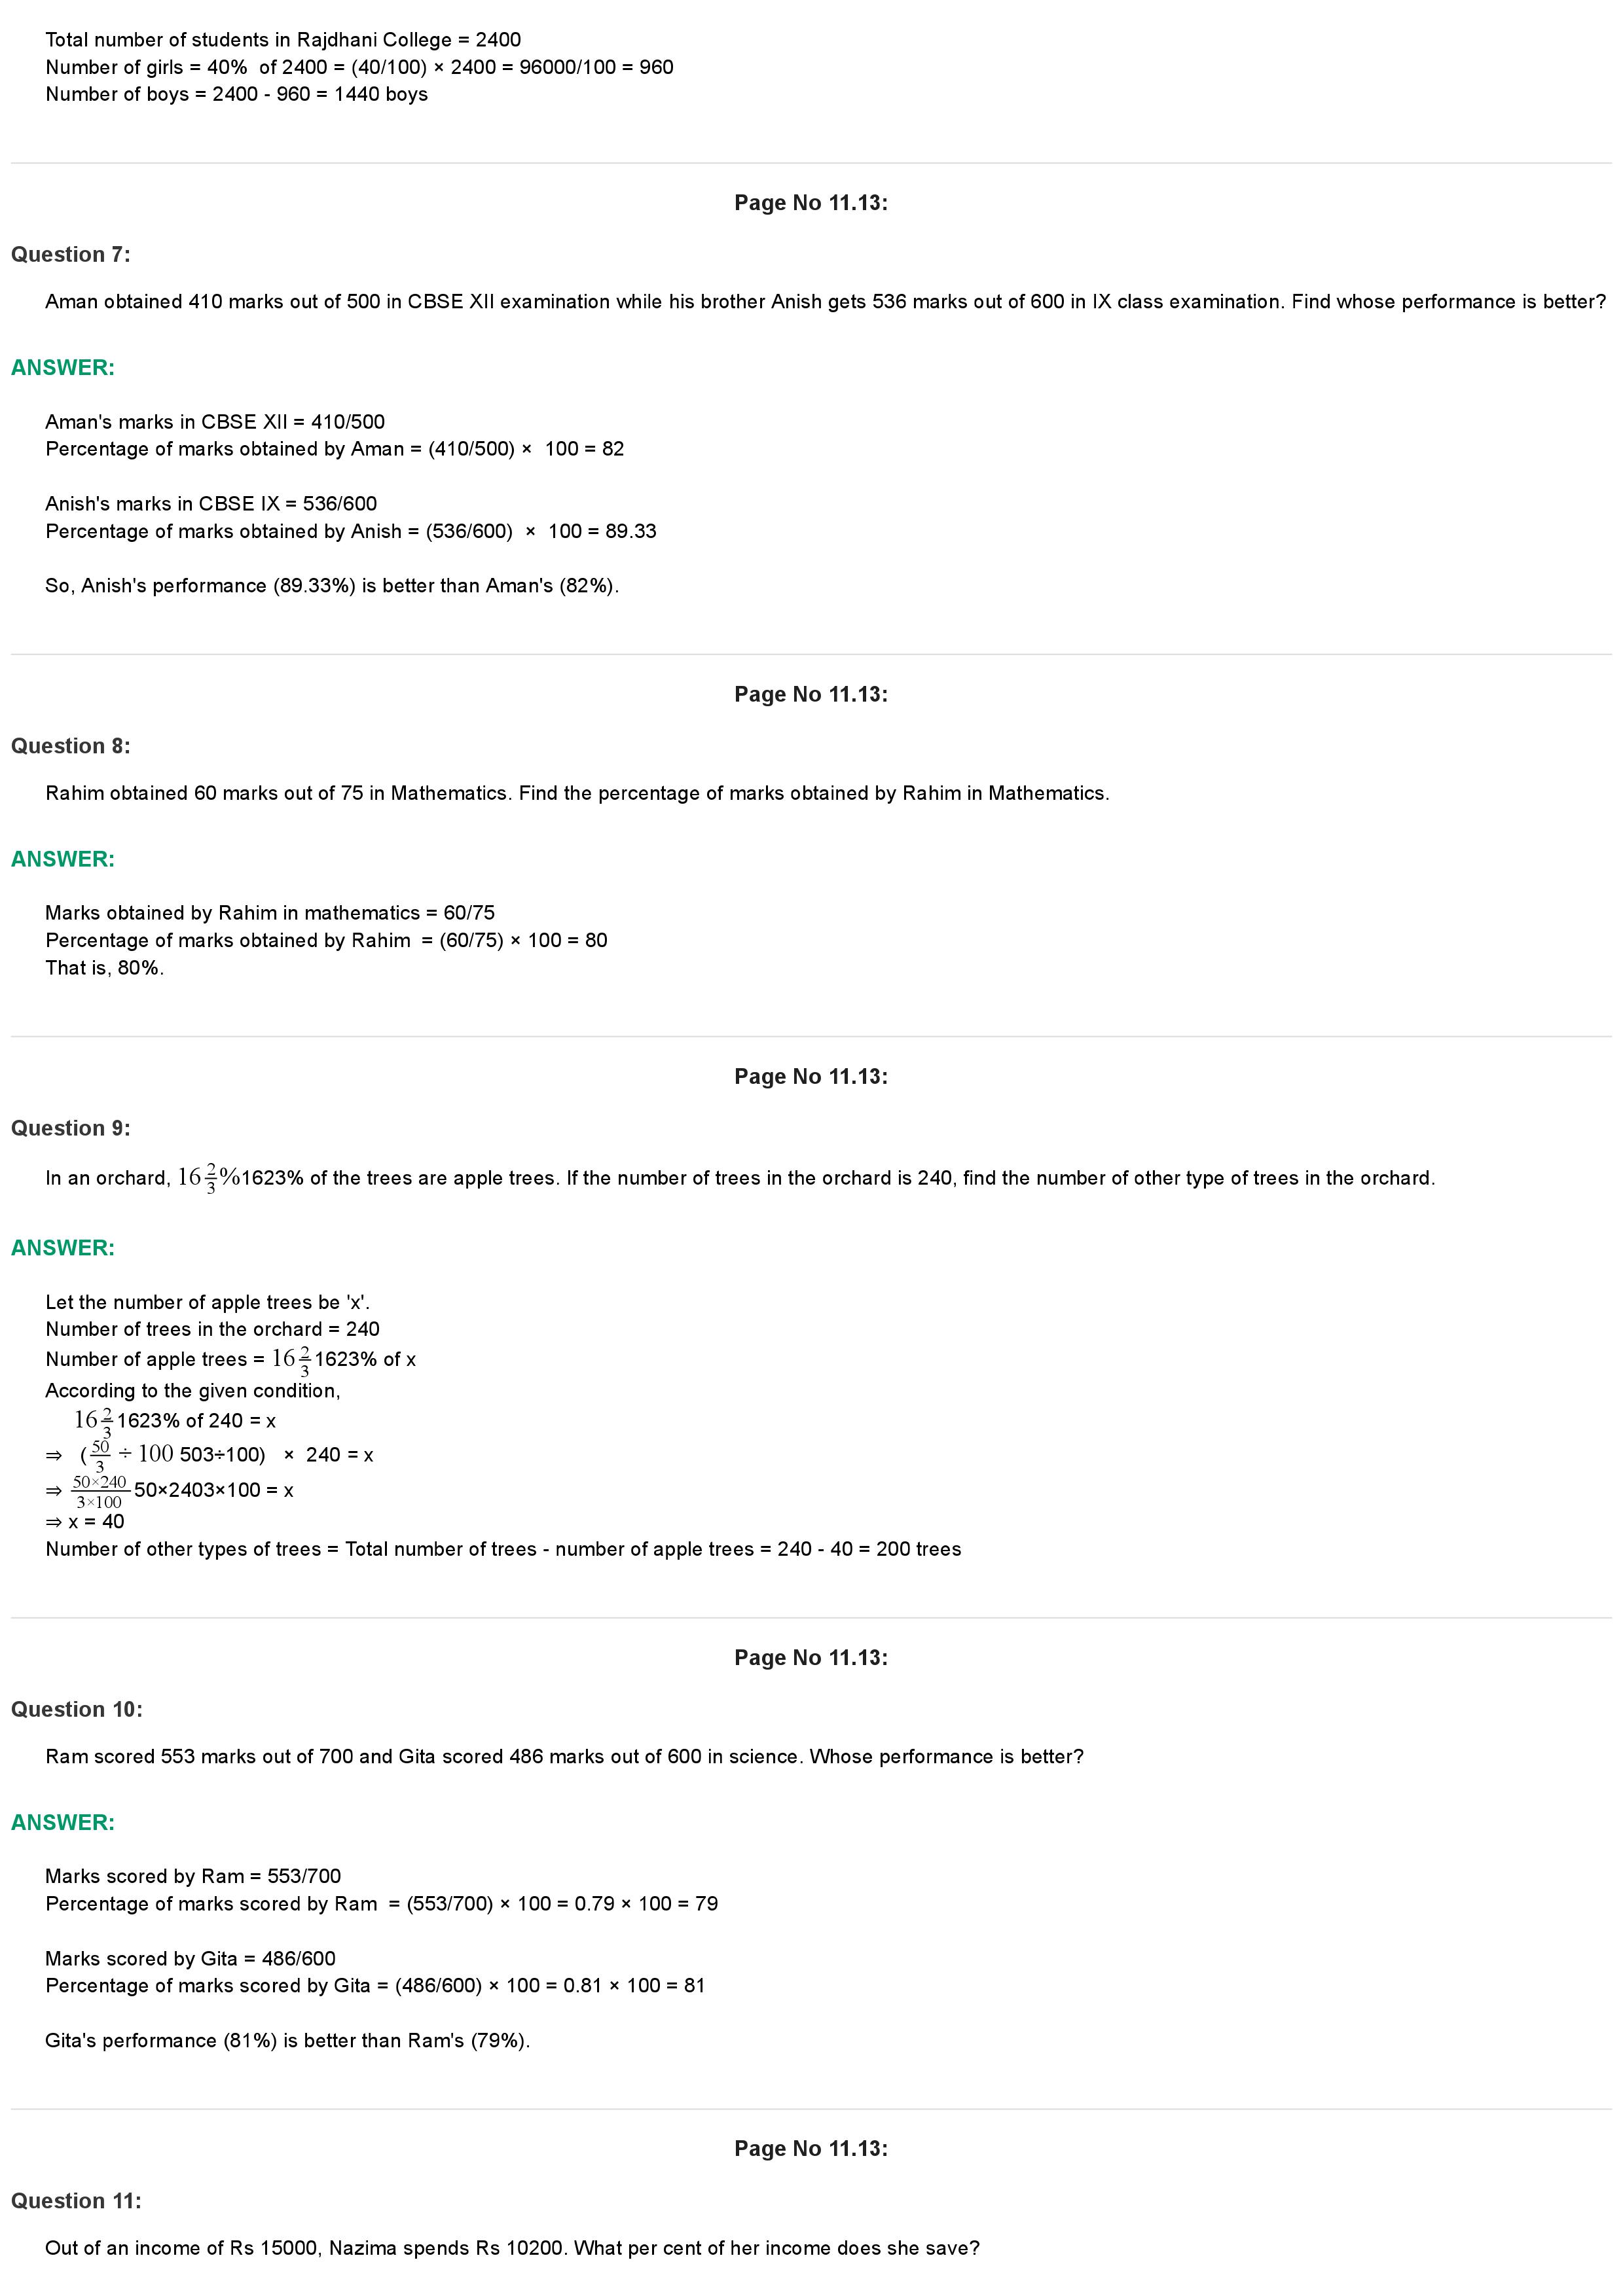 Total number of students in Rajdhani College = 2400
Number of girls = 40%  of 2400 = (40/100) × 2400 = 96000/100 = 960
Number of boys = 2400 - 960 = 1440 boys
Page No 11.13:
Question 7:
Aman obtained 410 marks out of 500 in CBSE XII examination while his brother Anish gets 536 marks out of 600 in IX class examination. Find whose performance is better?
ANSWER:
Aman's marks in CBSE XII = 410/500
Percentage of marks obtained by Aman = (410/500) ×  100 = 82
Anish's marks in CBSE IX = 536/600
Percentage of marks obtained by Anish = (536/600)  ×  100 = 89.33
So, Anish's performance (89.33%) is better than Aman's (82%).
Page No 11.13:
Question 8:
Rahim obtained 60 marks out of 75 in Mathematics. Find the percentage of marks obtained by Rahim in Mathematics.
ANSWER:
Marks obtained by Rahim in mathematics = 60/75
Percentage of marks obtained by Rahim  = (60/75) × 100 = 80
That is, 80%.
Page No 11.13:
Question 9:
In an orchard, 16 2/3 %1623% of the trees are apple trees. If the number of trees in the orchard is 240, find the number of other type of trees in the orchard.
ANSWER:
Let the number of apple trees be 'x'.
Number of trees in the orchard = 240
Number of apple trees = 16 2/3 1623% of x
According to the given condition,
16 2/3 1623% of 240 = x
⇒ (50/3 ÷ 100 503÷100) × 240 = x
⇒ 50×240/3×100 50×2403×100 = x
⇒ x = 40
Number of other types of trees = Total number of trees - number of apple trees = 240 - 40 = 200 trees
Page No 11.13:
Question 10:
Ram scored 553 marks out of 700 and Gita scored 486 marks out of 600 in science. Whose performance is better?
ANSWER:
Marks scored by Ram = 553/700
Percentage of marks scored by Ram  = (553/700) × 100 = 0.79 × 100 = 79
Marks scored by Gita = 486/600
Percentage of marks scored by Gita = (486/600) × 100 = 0.81 × 100 = 81
Gita's performance (81%) is better than Ram's (79%).
Page No 11.13:
Question 11:
Out of an income of Rs 15000, Nazima spends Rs 10200. What per cent of her income does she save?